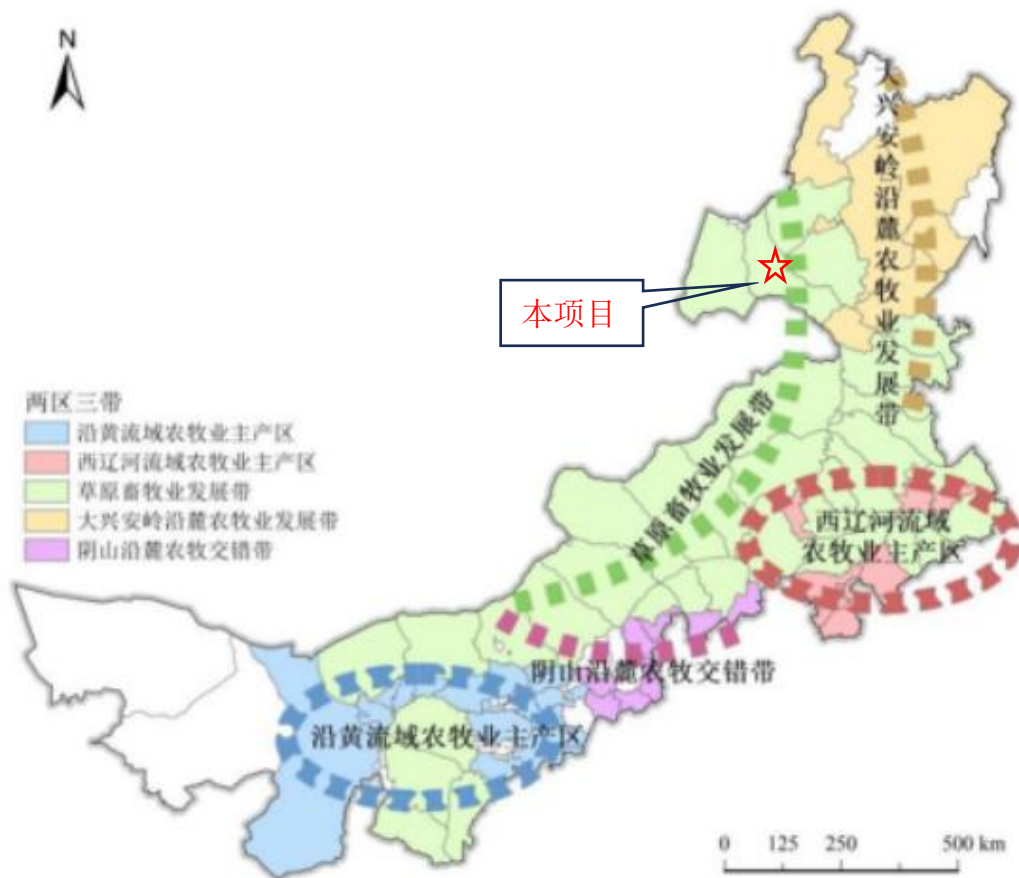 N
大兴安岭沿麓农牧业发展带
本项目
草原畜牧业发展带
两区三带
沿黄流域农牧业主产区
西辽河流域农牧业主产区
草原畜牧业发展带
大兴安岭沿麓农牧业发展带
阴山沿麓农牧交错带
西辽河流域
农牧业主产区
阴山沿麓农牧交错带
沿黄流域农牧业主产区
0 125 250 500 km